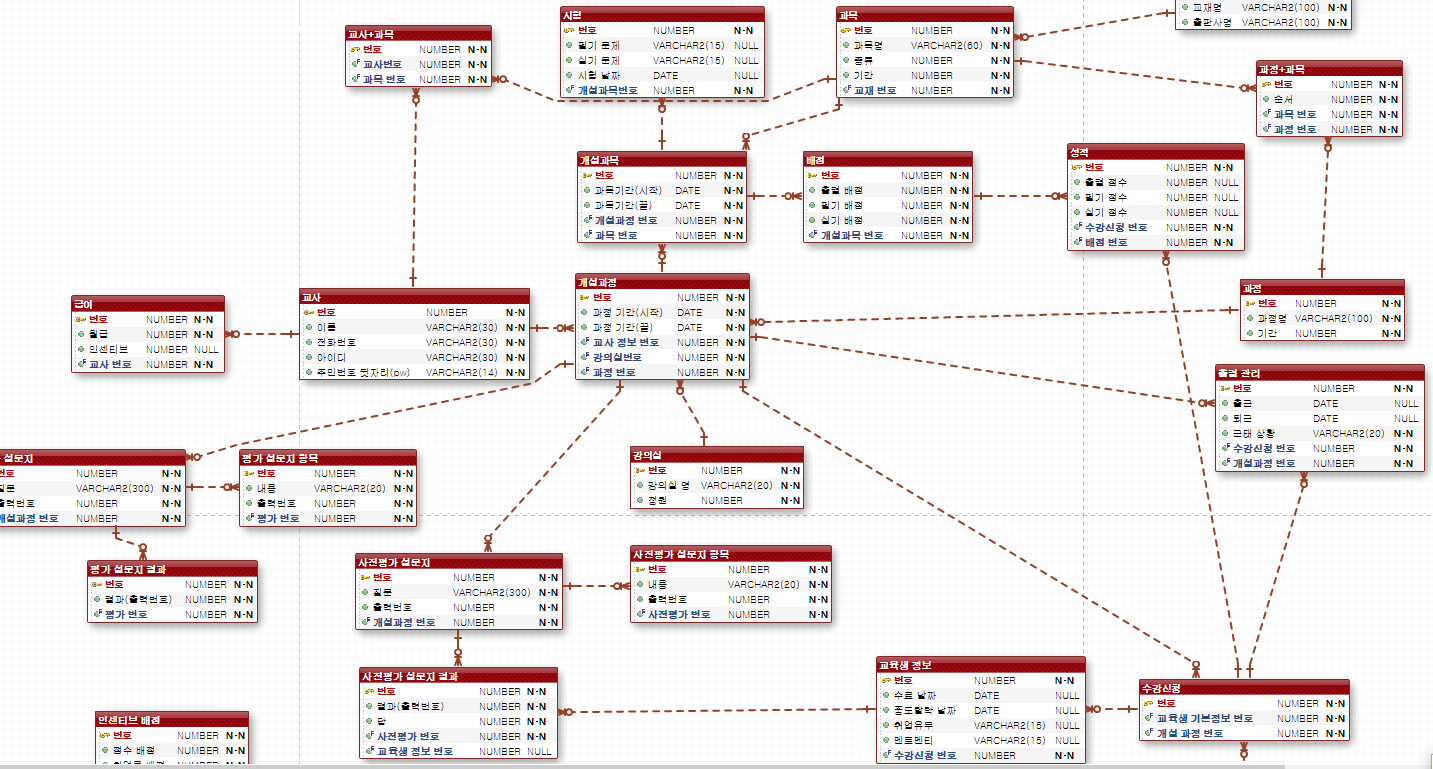 교재명 VARCHAR2(100) N-N
출판사명 VARCHAR2(100) N-N
교사+과목
번호 NUMBER N-N
교사번호 NUMBER N-N
과목 번호 NUMBER N-N
시험
번호 NUMBER N-N
필기 문제 VARCHAR2(15) NULL
실기 문제 VARCHAR2(15) NULL
시험 날짜 DATE NULL
개설과목번호 NUMBER N-N
과목
번호 NUMBER N-N
과목명 VARCHAR2(60) N-N
종류 NUMBER N-N
기간 NUMBER N-N
교재 번호 NUMBER N-N
과정+과목
번호 NUMBER N-N
순서 NUMBER N-N
과목 번호 NUMBER N-N
과정 번호 NUMBER N-N
개설과목
번호 NUMBER N-N
과목기간(시작) DATE N-N
과목기간(끝) DATE N-N
개설과정 번호 NUMBER N-N
과목 번호 NUMBER N-N
배점
번호 NUMBER N-N
출결 배점 NUMBER N-N
필기 배점 NUMBER N-N
실기 배점 NUMBER N-N
개설과목 번호 NUMBER N-N
성적
번호 NUMBER N-N
출결 점수 NUMBER NULL
필기 점수 NUMBER NULL
실기 점수 NUMBER NULL
수강신청 번호 NUMBER N-N
배점 번호 NUMBER N-N
급여
번호 NUMBER N-N
월급 NUMBER N-N
인센티브 NUMBER NULL
교사 번호 NUMBER N-N
교사
번호 NUMBER N-N
이름 VARCHAR2(30) N-N
전화번호 VARCHAR2(30) N-N
아이디 VARCHAR2(30) N-N
주민번호 뒷자리(pw) VARCHAR2(14) N-N
개설과정
번호 NUMBER N-N
과정 기간(시작) DATE N-N
과정 기간(끝) DATE N-N
교사 정보 번호 NUMBER N-N
강의실번호 NUMBER N-N
과정 번호 NUMBER N-N
과정
번호 NUMBER N-N
과정명 VARCHAR2(100) N-N
기간 NUMBER N-N
출결 관리
번호 NUMBER N-N
출근 DATE NULL
퇴근 DATE NULL
근태 상황 VARCHAR2(20) N-N
수강신청 번호 NUMBER N-N
개설과정 번호 NUMBER N-N
설문지
번호 NUMBER N-N
질문 VARCHAR2(300) N-N
출력번호 NUMBER N-N
개설과정 번호 NUMBER N-N
평가 설문지 항목
번호 NUMBER N-N
내용 VARCHAR2(20) N-N
출력번호 NUMBER N-N
평가 번호 NUMBER N-N
강의실
번호 NUMBER N-N
강의실 명 VARCHAR2(20) N-N
정원 NUMBER N-N
평가 설문지 결과
번호 NUMBER N-N
결과(출력번호) NUMBER N-N
평가 번호 NUMBER N-N
사전평가 설문지
번호 NUMBER N-N
질문 VARCHAR2(300) N-N
출력번호 NUMBER N-N
개설과정 번호 NUMBER N-N
사전평가 설문지 항목
번호 NUMBER N-N
내용 VARCHAR2(20) N-N
출력번호 NUMBER N-N
사전평가 번호 NUMBER N-N
사전평가 설문지 결과
번호 NUMBER N-N
결과(출력번호) NUMBER N-N
답 NUMBER N-N
사전평가 번호 NUMBER N-N
교육생 정보 번호 NUMBER NULL
교육생 정보
번호 NUMBER N-N
수료 날짜 DATE NULL
중도탈락 날짜 DATE NULL
취업유무 VARCHAR2(15) NULL
멘토멘티 VARCHAR2(15) NULL
수강신청 번호 NUMBER N-N
수강신청
번호 NUMBER N-N
교육생 기본정보 번호 NUMBER N-N
개설 과정 번호 NUMBER N-N
인센티브 배점
번호 NUMBER N-N
점수 배점 NUMBER N-N